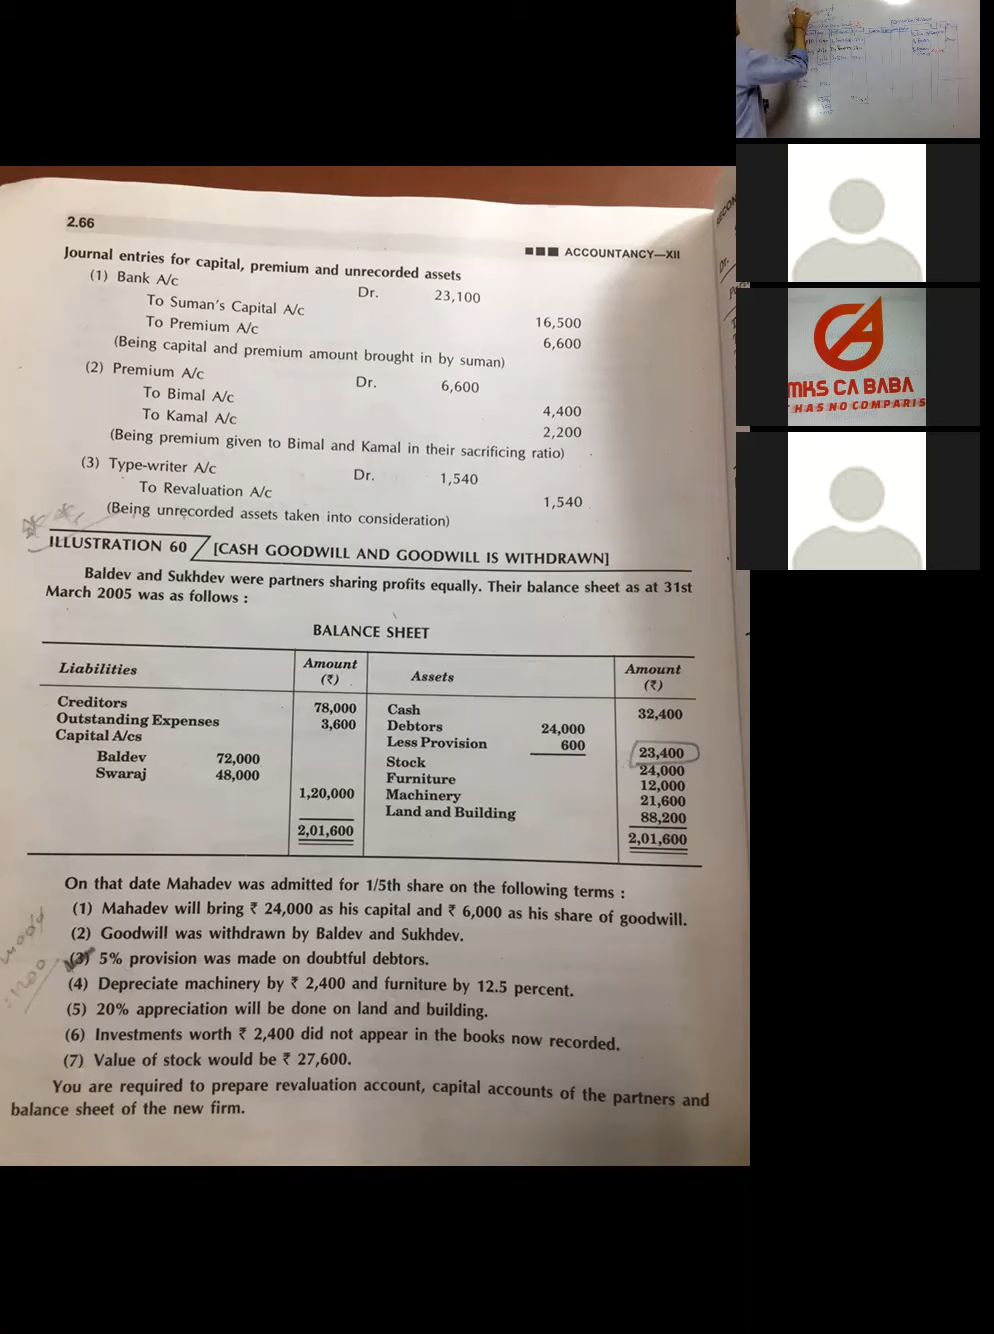 2.66
■■■ ACCOUNTANCY—XII
Journal entries for capital, premium and unrecorded assets
(1) Bank A/c Dr. 23,100
To Suman's Capital A/c 16,500
To Premium A/c 6,600
(Being capital and premium amount brought in by suman)
(2) Premium A/c Dr. 6,600
To Bimal A/c 4,400
To Kamal A/c 2,200
(Being premium given to Bimal and Kamal in their sacrificing ratio)
(3) Type-writer A/c Dr. 1,540
To Revaluation A/c 1,540
(Being unrecorded assets taken into consideration)
ILLUSTRATION 60 [CASH GOODWILL AND GOODWILL IS WITHDRAWN]
Baldev and Sukhdev were partners sharing profits equally. Their balance sheet as at 31st
March 2005 was as follows :
BALANCE SHEET
Liabilities Amount (₹) Assets Amount (₹)
Creditors 78,000 Cash 32,400
Outstanding Expenses 3,600 Debtors 24,000
Capital A/cs Less Provision 600 23,400
Baldev 72,000 Stock 24,000
Swaraj 48,000 Furniture 12,000
1,20,000 Machinery 21,600
Land and Building 88,200
2,01,600 2,01,600
On that date Mahadev was admitted for 1/5th share on the following terms :
(1) Mahadev will bring ₹ 24,000 as his capital and ₹ 6,000 as his share of goodwill.
(2) Goodwill was withdrawn by Baldev and Sukhdev.
(3) 5% provision was made on doubtful debtors.
(4) Depreciate machinery by ₹ 2,400 and furniture by 12.5 percent.
(5) 20% appreciation will be done on land and building.
(6) Investments worth ₹ 2,400 did not appear in the books now recorded.
(7) Value of stock would be ₹ 27,600.
You are required to prepare revaluation account, capital accounts of the partners and
balance sheet of the new firm.
MKS CA BABA
HAS NO COMPARIS